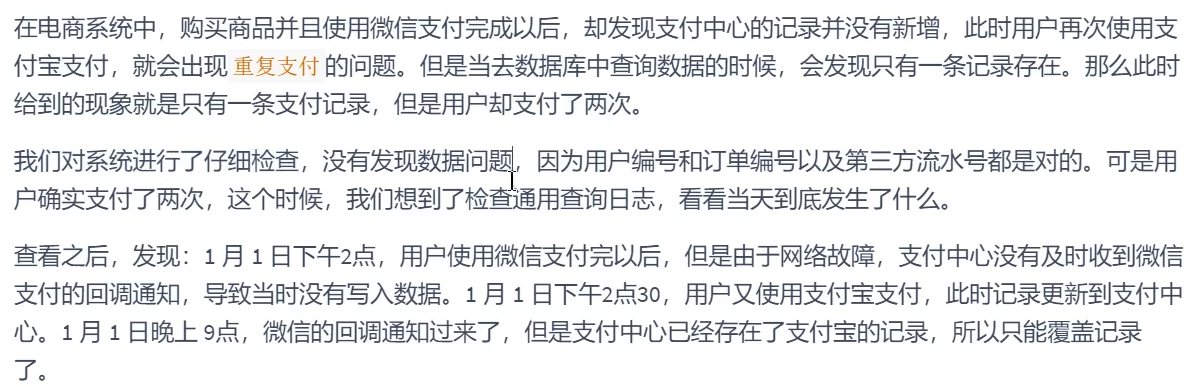 在电商系统中，购买商品并且使用微信支付完成以后，却发现支付中心的记录并没有新增，此时用户再次使用支
付宝支付，就会出现 重复支付 的问题。但是当去数据库中查询数据的时候，会发现只有一条记录存在。那么此时
给到的现象就是只有一条支付记录，但是用户却支付了两次。
我们对系统进行了仔细检查，没有发现数据问题，因为用户编号和订单编号以及第三方流水号都是对的。可是用
户确实支付了两次，这个时候，我们想到了检查通用查询日志，看看当天到底发生了什么。
查看之后，发现：1 月 1 日下午2点，用户使用微信支付完以后，但是由于网络故障，支付中心没有及时收到微信
支付的回调通知，导致当时没有写入数据。1 月 1 日下午2点30，用户又使用支付宝支付，此时记录更新到支付中
心。1 月 1 日晚上 9点，微信的回调通知过来了，但是支付中心已经存在了支付宝的记录，所以只能覆盖记录
了。